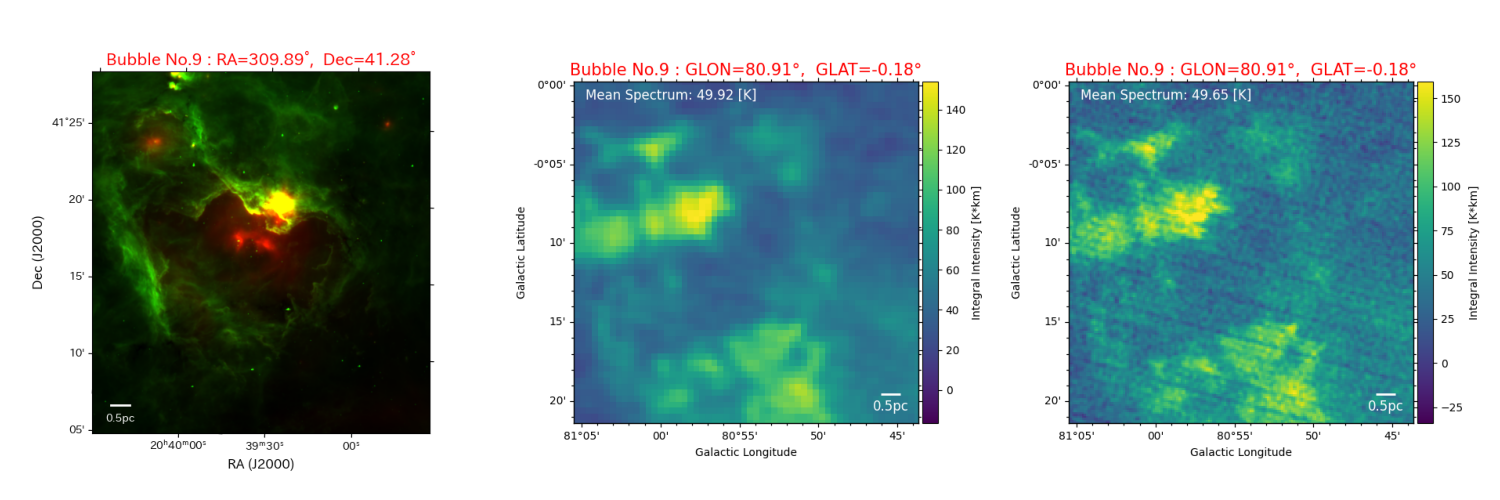 Bubble No.9 : RA=309.89°, Dec=41.28°
41°25'
20'
15'
10'
05'
Dec (J2000)
0.5pc
20ʰ40ᵐ00ˢ
39ᵐ30ˢ
00ˢ
RA (J2000)
Bubble No.9 : GLON=80.91°, GLAT=-0.18°
Mean Spectrum: 49.92 [K]
0°00'
-0°05'
10'
15'
20'
Galactic Latitude
0.5pc
81°05'
00'
80°55'
50'
45'
Galactic Longitude
140
120
100
80
60
40
20
0
Integral Intensity [K*km]
Bubble No.9 : GLON=80.91°, GLAT=-0.18°
Mean Spectrum: 49.65 [K]
0°00'
-0°05'
10'
15'
20'
Galactic Latitude
0.5pc
81°05'
00'
80°55'
50'
45'
Galactic Longitude
150
125
100
75
50
25
0
−25
Integral Intensity [K*km]